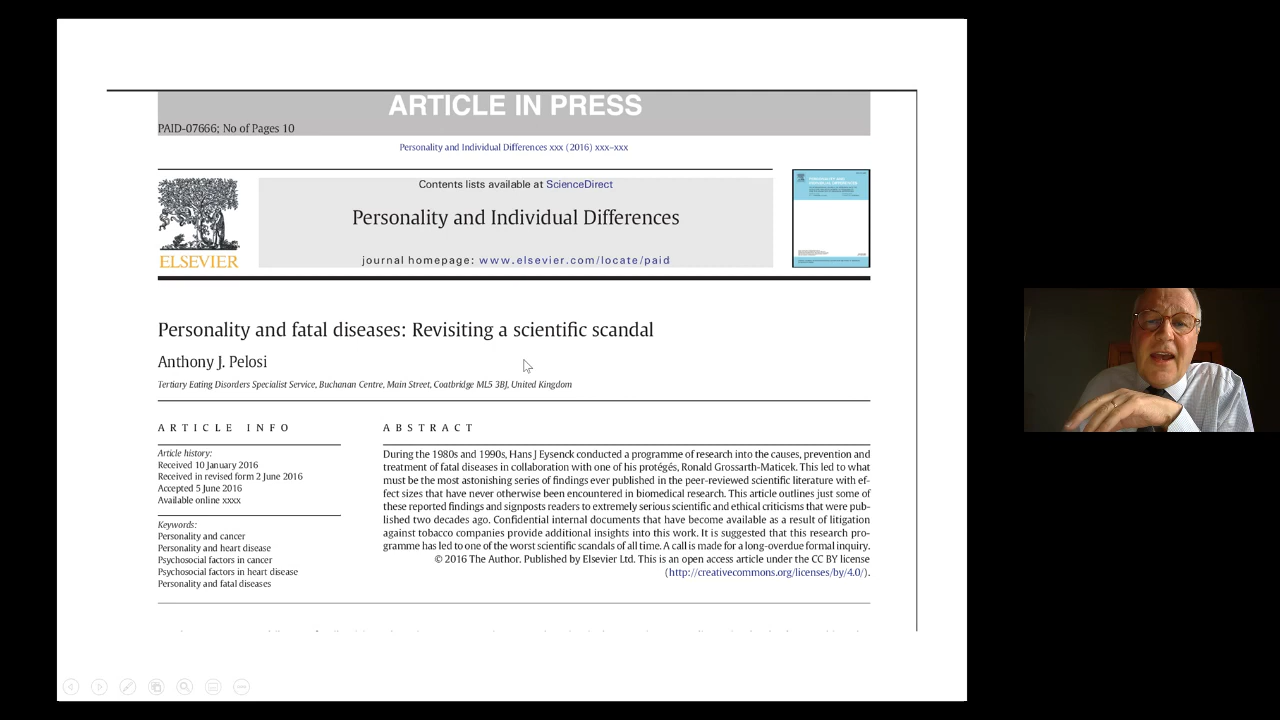 ARTICLE IN PRESS
PAID-07666; No of Pages 10
Personality and Individual Differences xxx (2016) xxx–xxx
Contents lists available at ScienceDirect
Personality and Individual Differences
journal homepage: www.elsevier.com/locate/paid
ELSEVIER
Personality and fatal diseases: Revisiting a scientific scandal
Anthony J. Pelosi
Tertiary Eating Disorders Specialist Service, Buchanan Centre, Main Street, Coatbridge ML5 3BJ, United Kingdom
ARTICLE INFO
Article history:
Received 10 January 2016
Received in revised form 2 June 2016
Accepted 5 June 2016
Available online xxxx
Keywords:
Personality and cancer
Personality and heart disease
Psychosocial factors in cancer
Psychosocial factors in heart disease
Personality and fatal diseases
ABSTRACT
During the 1980s and 1990s, Hans J Eysenck conducted a programme of research into the causes, prevention and
treatment of fatal diseases in collaboration with one of his protégés, Ronald Grossarth-Maticek. This led to what
must be the most astonishing series of findings ever published in the peer-reviewed scientific literature with ef-
fect sizes that have never otherwise been encountered in biomedical research. This article outlines just some of
these reported findings and signposts readers to extremely serious scientific and ethical criticisms that were pub-
lished two decades ago. Confidential internal documents that have become available as a result of litigation
against tobacco companies provide additional insights into this work. It is suggested that this research pro-
gramme has led to one of the worst scientific scandals of all time. A call is made for a long-overdue formal inquiry.
© 2016 The Author. Published by Elsevier Ltd. This is an open access article under the CC BY license
(http://creativecommons.org/licenses/by/4.0/).